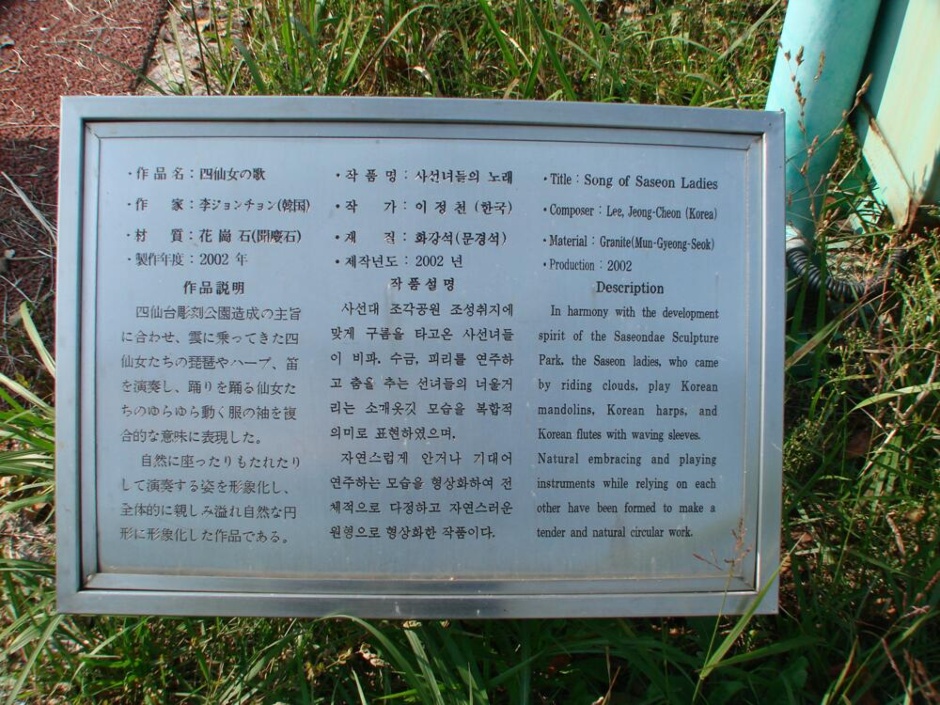 ・作 品 名 : 四仙女の歌
・作　　家 : 李ジョンチョン(韓国)
・材　　質 : 花 崗 石(開慶石)
・製作年度 : 2002 年
作品説明
四仙台彫刻公園造成の主旨
に合わせ、雲に乗ってきた四
仙女たちの琵琶やハープ、笛
を演奏し、踊りを踊る仙女た
ちのゆらゆら動く服の袖を複
合的な意味に表現した。
自然に座ったりもたれたり
して演奏する姿を形象化し、
全体的に親しみ溢れ自然な円
形に形象化した作品である。
・작 품 명 : 사선녀들의 노래
・작　　가 : 이 정 천 (한국)
・재　　질 : 화강석(문경석)
・제작년도 : 2002 년
작 품 설 명
사선대 조각공원 조성취지에
맞게 구름을 타고온 사선녀들
이 비파, 수금, 피리를 연주하
고 춤을 추는 선녀들의 너울거
리는 소개옷깃 모습을 복합적
의미로 표현하였으며.
자연스럽게 안거나 기대어
연주하는 모습을 형상화하여 전
체적으로 다정하고 자연스러운
원형으로 형상화한 작품이다.
・Title : Song of Saseon Ladies
・Composer : Lee, Jeong-Cheon (Korea)
・Material : Granite(Mun-Gyeong-Seok)
・Production : 2002
Description
In harmony with the development
spirit of the Saseondae Sculpture
Park, the Saseon ladies, who came
by riding clouds, play Korean
mandolins, Korean harps, and
Korean flutes with waving sleeves.
Natural embracing and playing
instruments while relying on each
other have been formed to make a
tender and natural circular work.